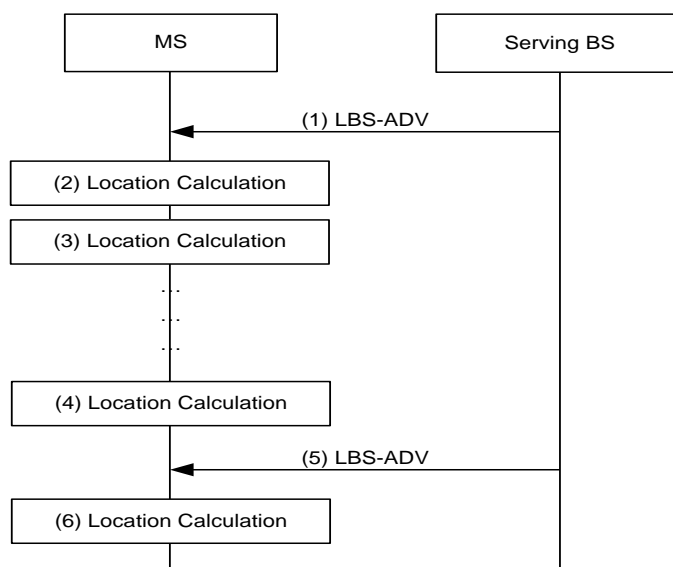 MS
Serving BS
(1) LBS-ADV
(2) Location Calculation
(3) Location Calculation
...
...
...
(4) Location Calculation
(5) LBS-ADV
(6) Location Calculation